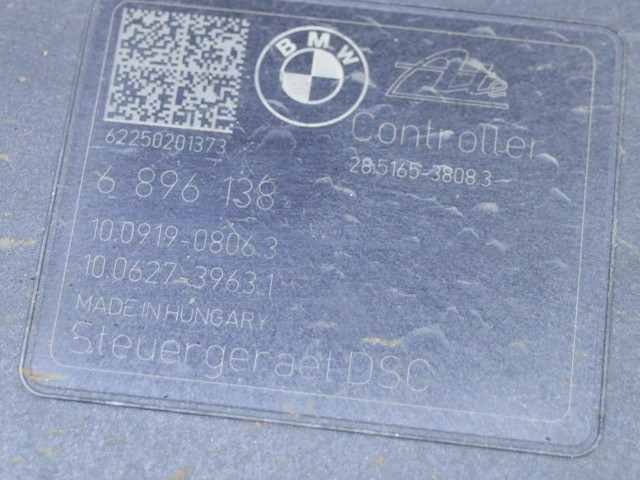 BMW
Ate
62250201373
Controller
28.5165-3808.3
6 896 138
10.0919-0806.3
10.0627-3963.1
MADE IN HUNGARY
Steuergeraet DSC